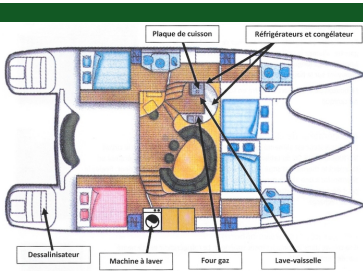 Plaque de cuisson
Réfrigérateurs et congélateur
Dessalinisateur
Machine à laver
Four gaz
Lave-vaisselle